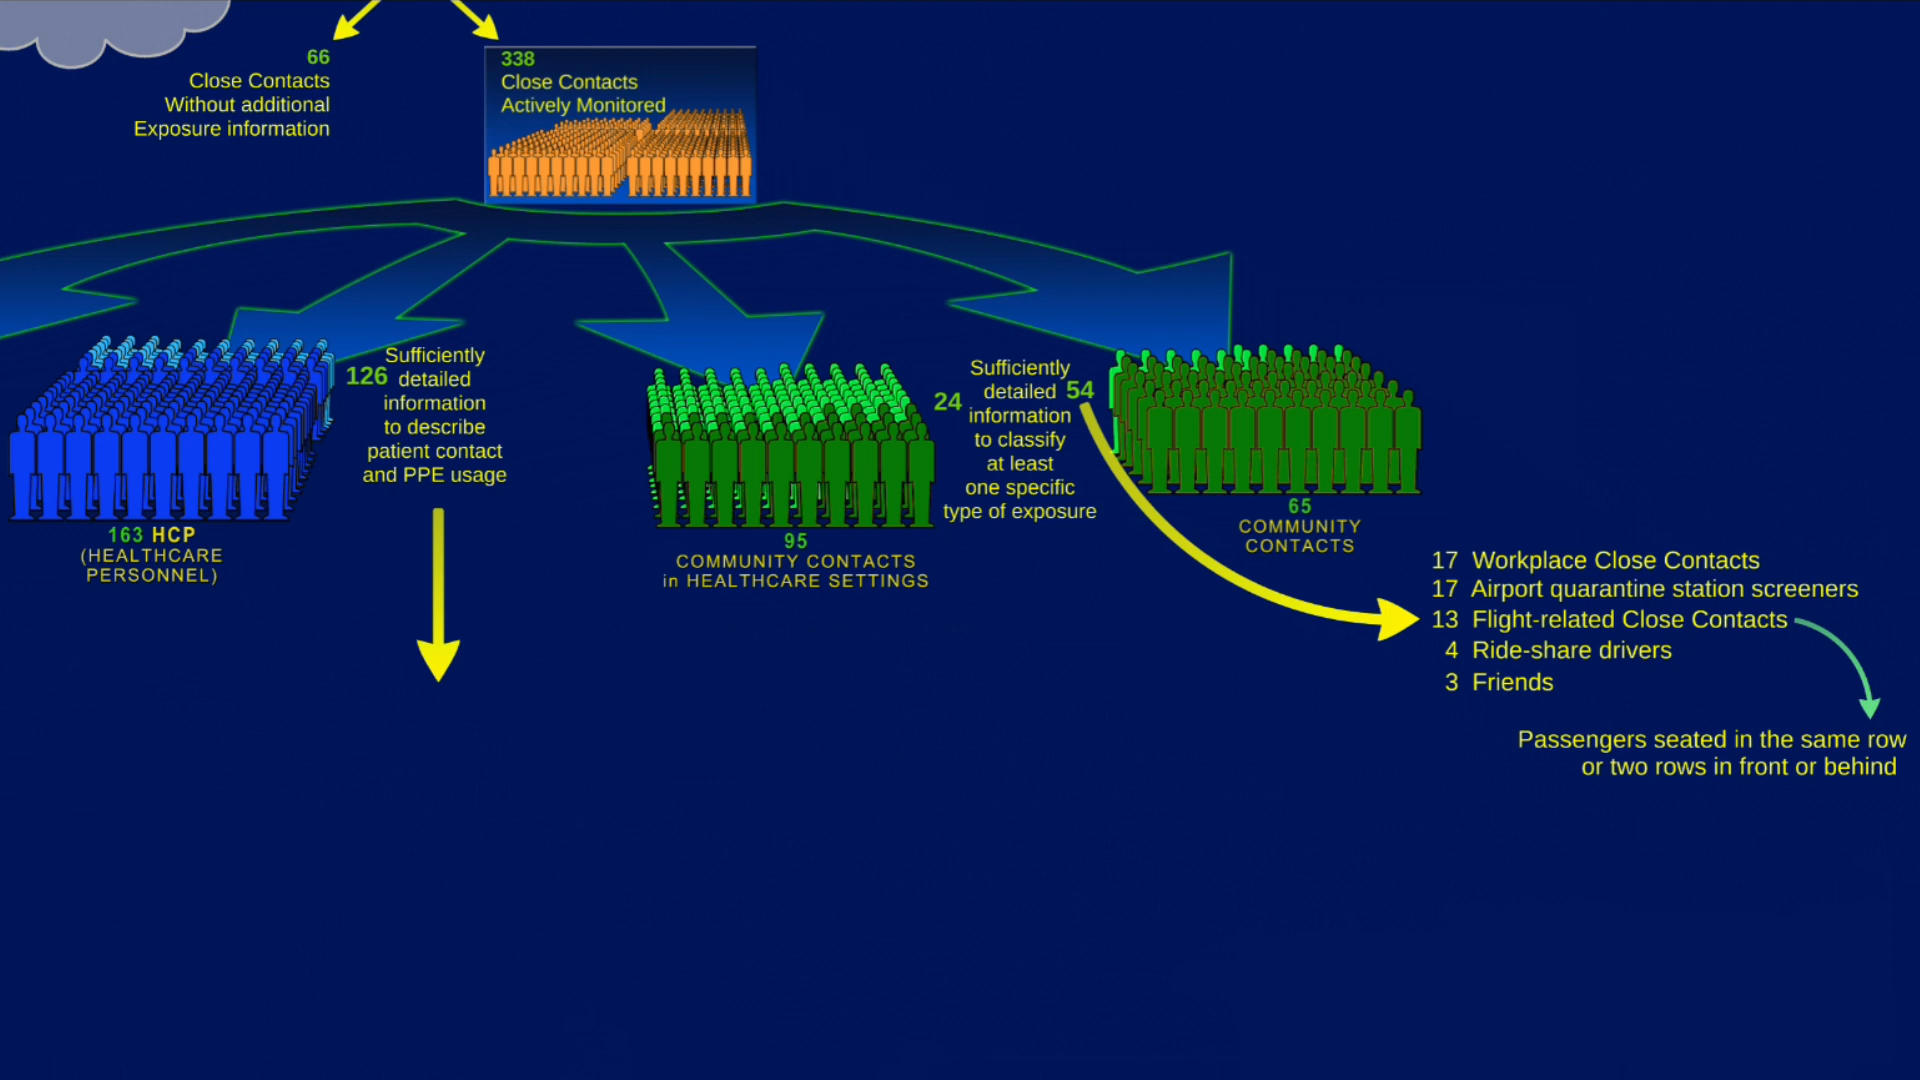 66
Close Contacts
Without additional
Exposure information
338
Close Contacts
Actively Monitored
126
Sufficiently
detailed
information
to describe
patient contact
and PPE usage
163 HCP
(HEALTHCARE
PERSONNEL)
95
COMMUNITY CONTACTS
in HEALTHCARE SETTINGS
24
Sufficiently
detailed
information
to classify
at least
one specific
type of exposure
54
65
COMMUNITY
CONTACTS
17 Workplace Close Contacts
17 Airport quarantine station screeners
13 Flight-related Close Contacts
4 Ride-share drivers
3 Friends
Passengers seated in the same row
or two rows in front or behind